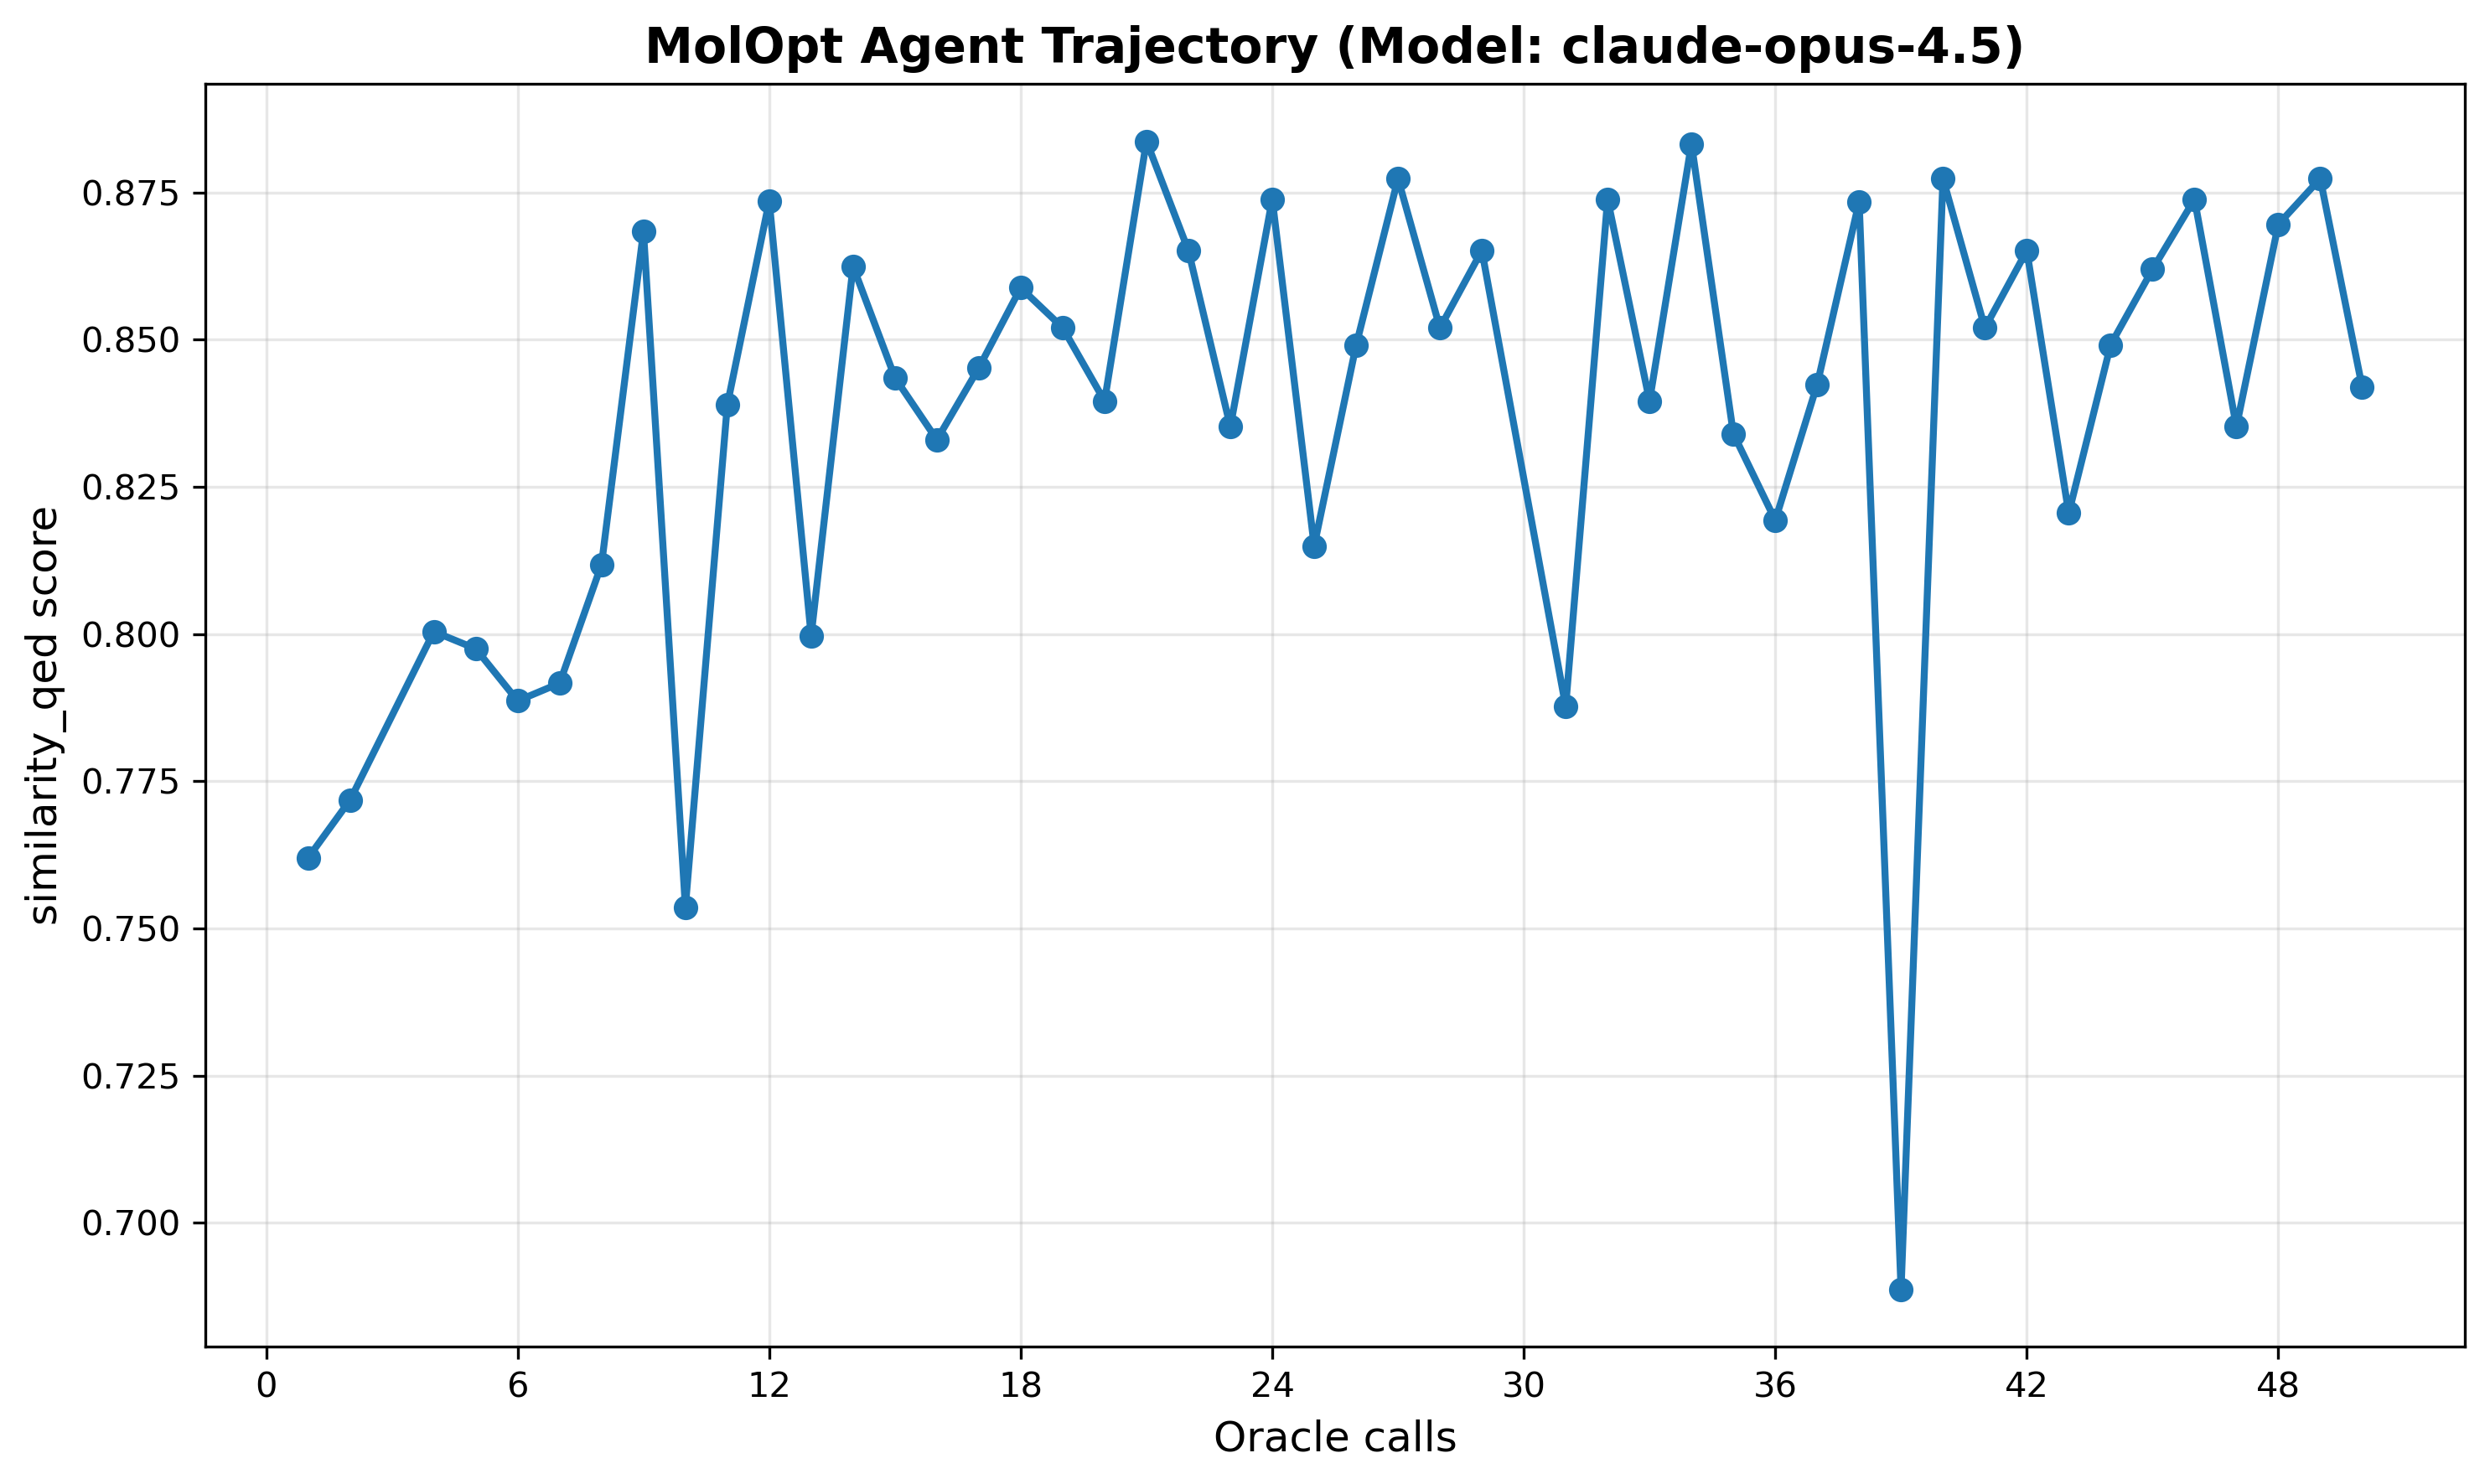 MolOpt Agent Trajectory (Model: claude-opus-4.5)
similarity_qed score
0.875
0.850
0.825
0.800
0.775
0.750
0.725
0.700
0 6 12 18 24 30 36 42 48
Oracle calls